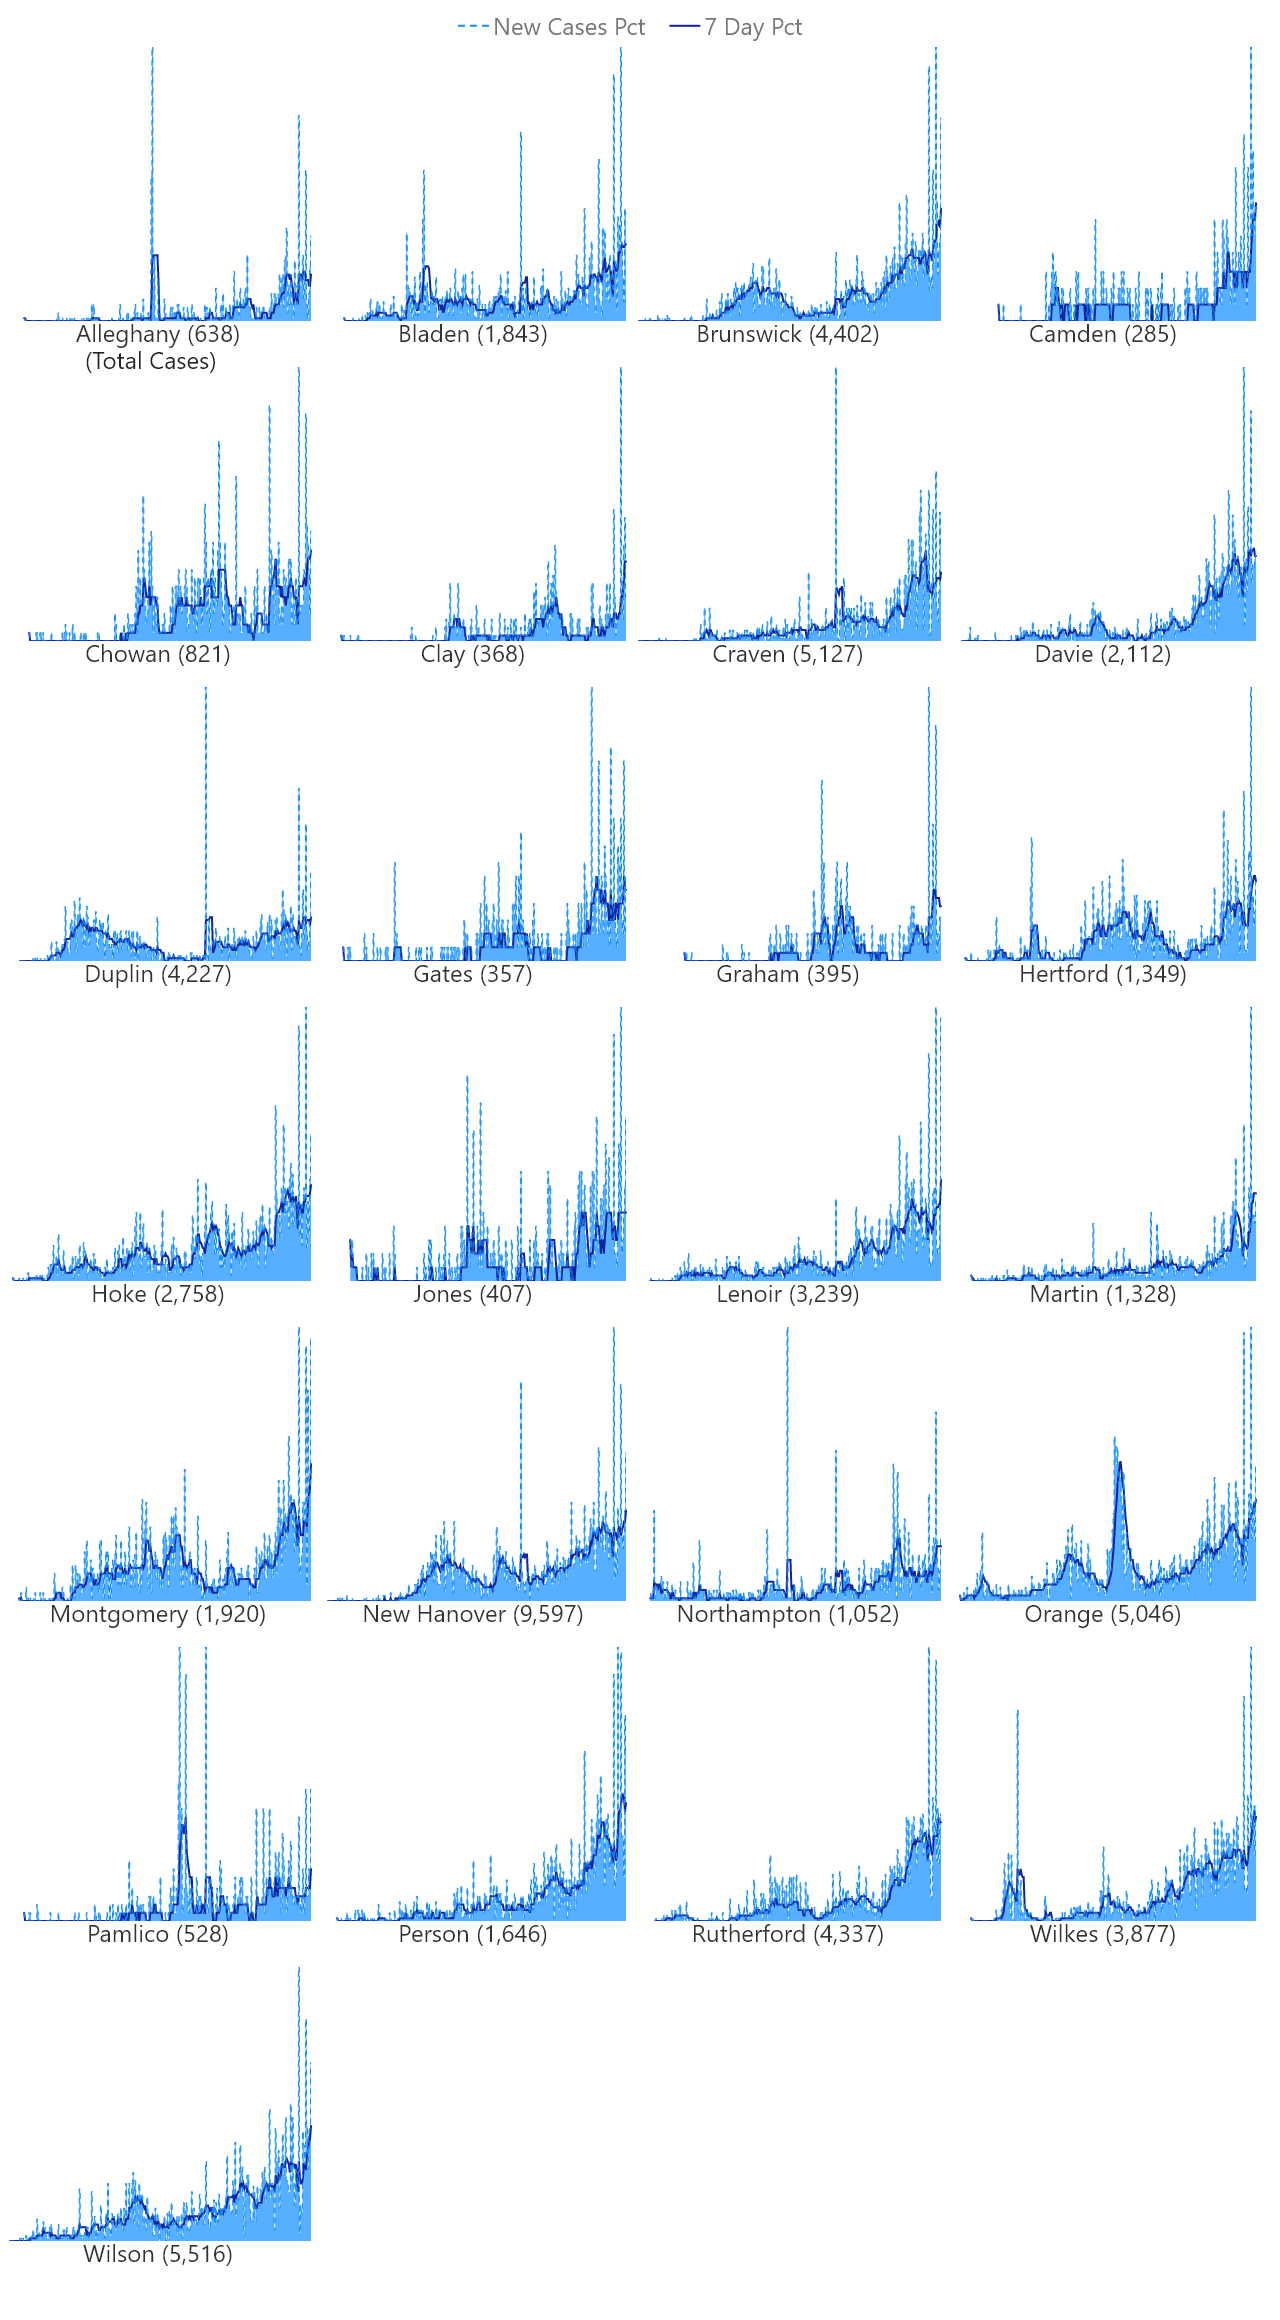 New Cases Pct 7 Day Pct
Alleghany (638) Bladen (1,843) Brunswick (4,402) Camden (285)
(Total Cases)
Chowan (821) Clay (368) Craven (5,127) Davie (2,112)
Duplin (4,227) Gates (357) Graham (395) Hertford (1,349)
Hoke (2,758) Jones (407) Lenoir (3,239) Martin (1,328)
Montgomery (1,920) New Hanover (9,597) Northampton (1,052) Orange (5,046)
Pamlico (528) Person (1,646) Rutherford (4,337) Wilkes (3,877)
Wilson (5,516)